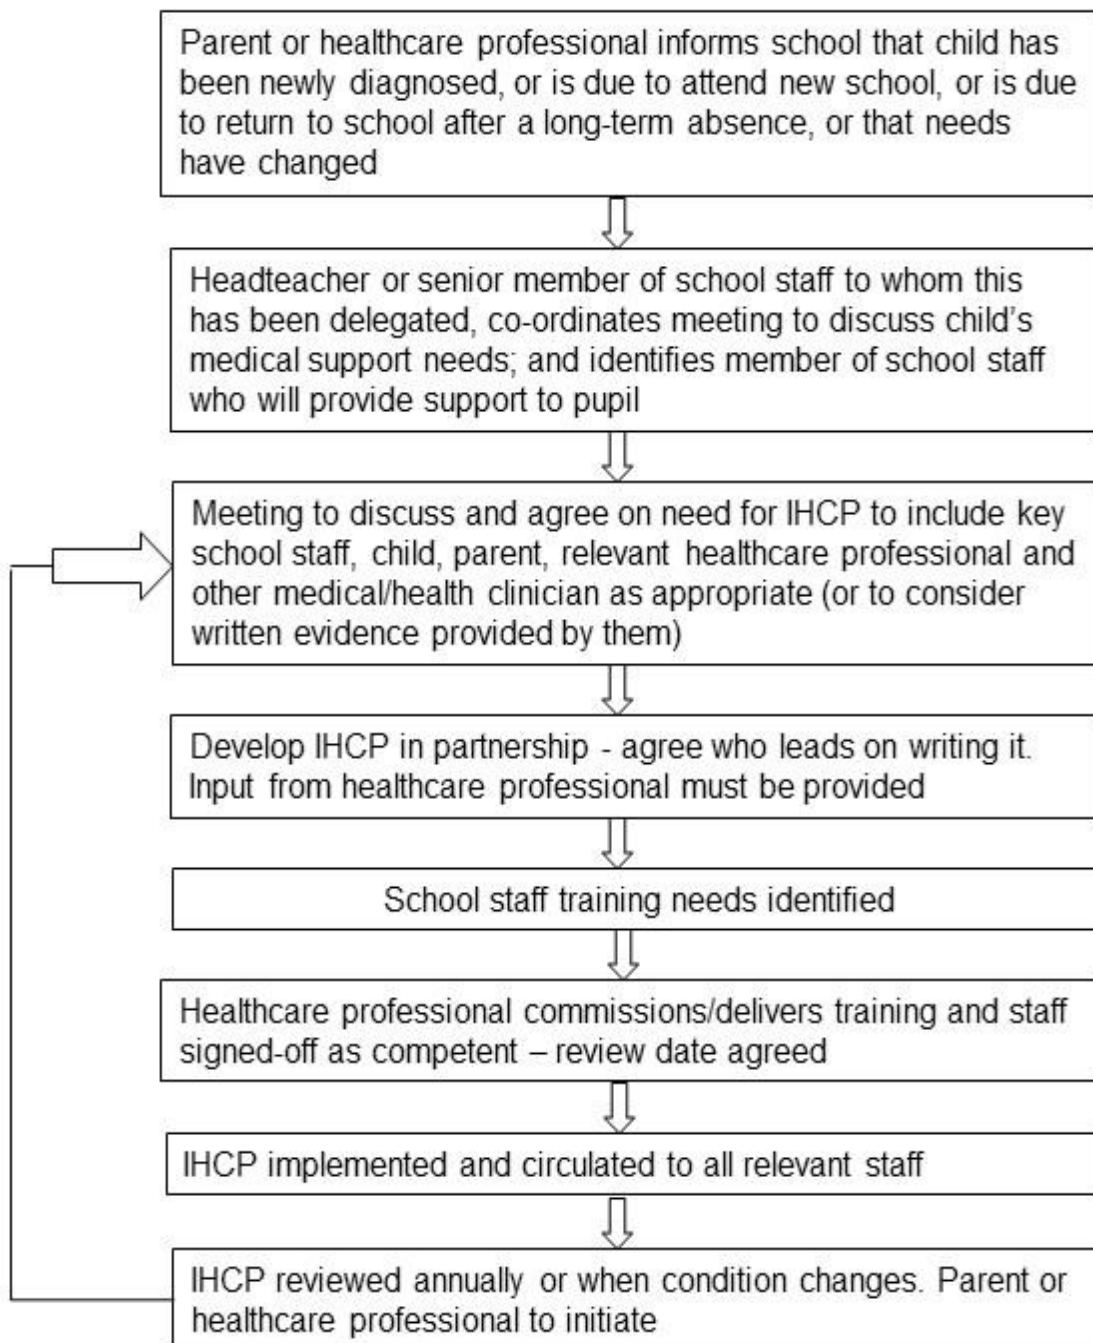 Parent or healthcare professional informs school that child has
been newly diagnosed, or is due to attend new school, or is due
to return to school after a long-term absence, or that needs
have changed
Headteacher or senior member of school staff to whom this
has been delegated, co-ordinates meeting to discuss child's
medical support needs; and identifies member of school staff
who will provide support to pupil
Meeting to discuss and agree on need for IHCP to include key
school staff, child, parent, relevant healthcare professional and
other medical/health clinician as appropriate (or to consider
written evidence provided by them)
Develop IHCP in partnership - agree who leads on writing it.
Input from healthcare professional must be provided
School staff training needs identified
Healthcare professional commissions/delivers training and staff
signed-off as competent – review date agreed
IHCP implemented and circulated to all relevant staff
IHCP reviewed annually or when condition changes. Parent or
healthcare professional to initiate